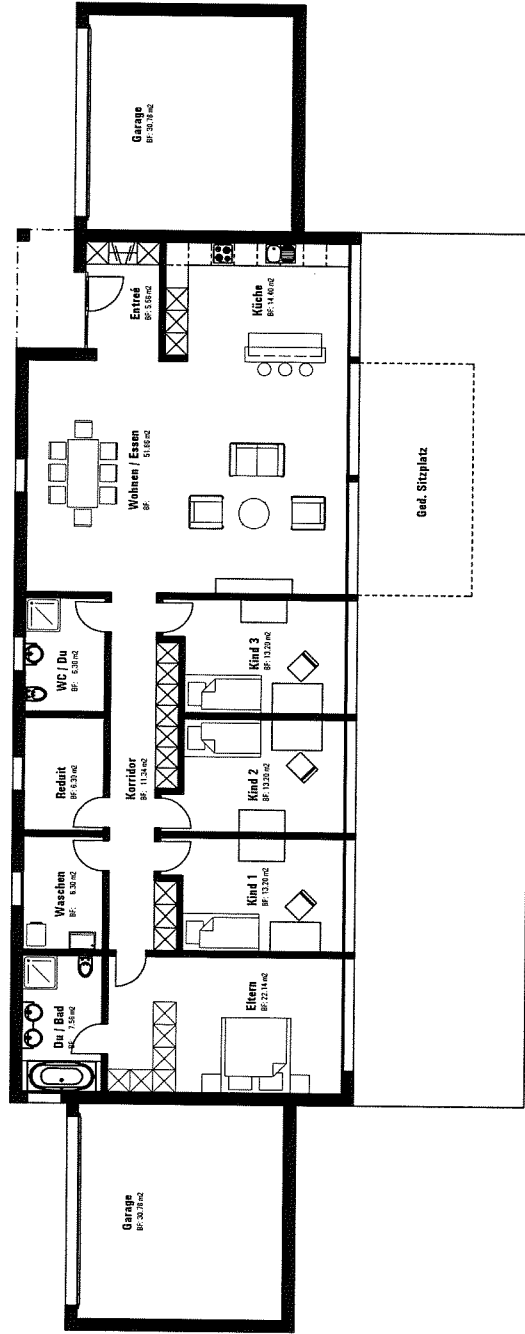 Garage
BF: 30.78 m2
Du / Bad
BF: 7.56 m2
Waschen
BF: 6.30 m2
Reduit
BF: 6.30 m2
WC / Du
BF: 6.30 m2
Korridor
BF: 11.34 m2
Eltern
BF: 22.14 m2
Kind 1
BF: 13.20 m2
Kind 2
BF: 13.20 m2
Kind 3
BF: 13.20 m2
Wohnen / Essen
BF: 51.66 m2
Entreé
BF: 5.56 m2
Küche
BF: 14.40 m2
Ged. Sitzplatz
Garage
BF: 30.78 m2